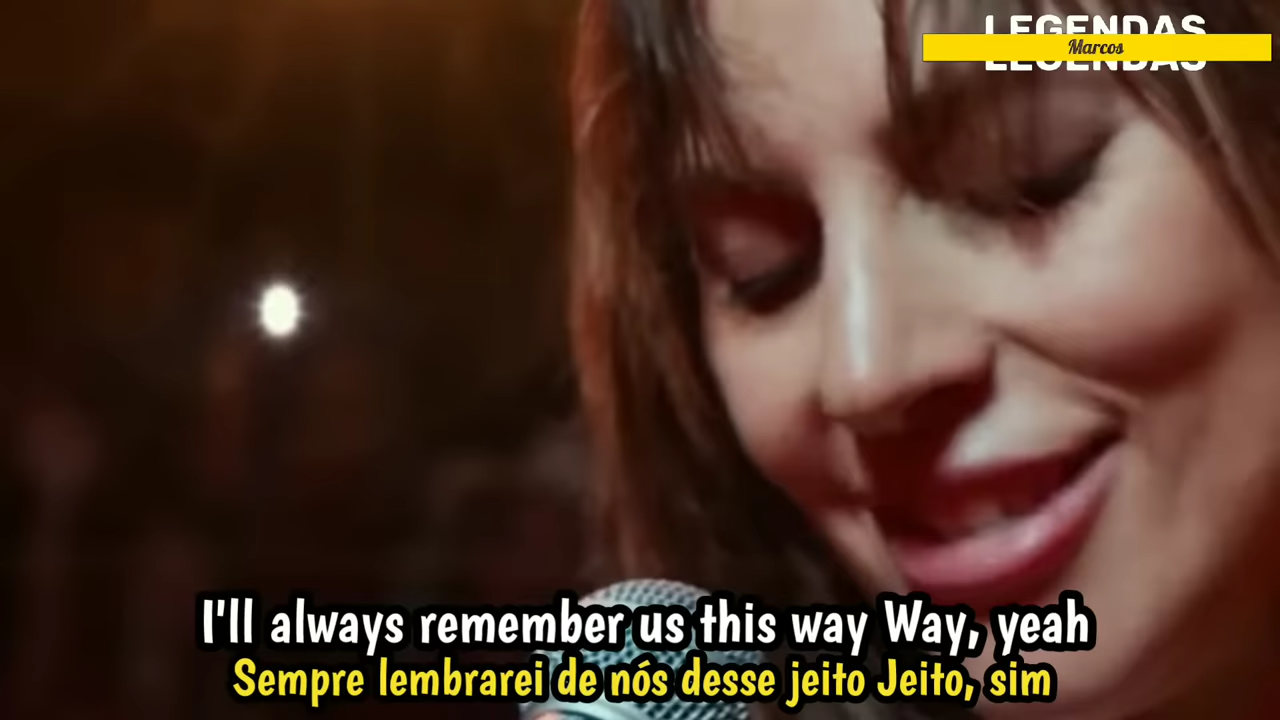 LEGENDAS
Marcos
LEGENDAS
I'll always remember us this way Way, yeah
Sempre lembrarei de nós desse jeito Jeito, sim